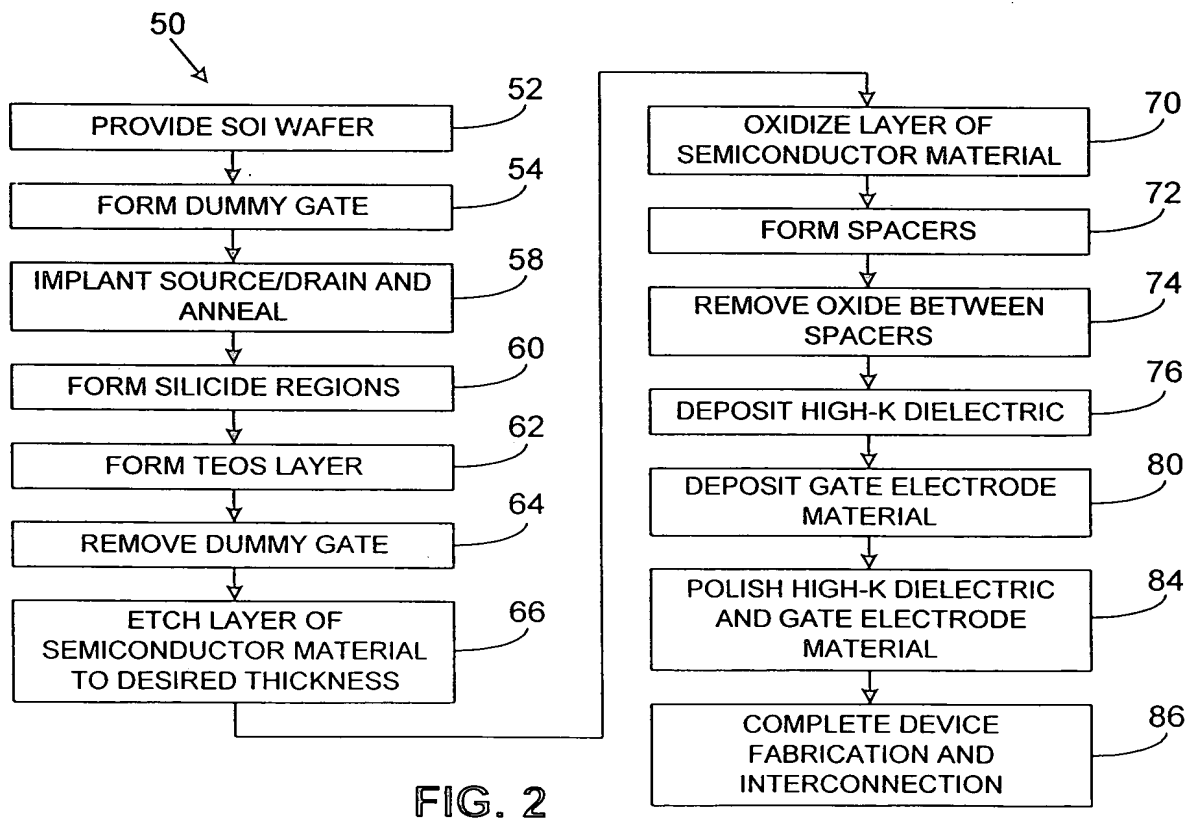 50
PROVIDE SOI WAFER
52
FORM DUMMY GATE
54
IMPLANT SOURCE/DRAIN AND
ANNEAL
58
FORM SILICIDE REGIONS
60
FORM TEOS LAYER
62
REMOVE DUMMY GATE
64
ETCH LAYER OF
SEMICONDUCTOR MATERIAL
TO DESIRED THICKNESS
66
OXIDIZE LAYER OF
SEMICONDUCTOR MATERIAL
70
FORM SPACERS
72
REMOVE OXIDE BETWEEN
SPACERS
74
DEPOSIT HIGH-K DIELECTRIC
76
DEPOSIT GATE ELECTRODE
MATERIAL
80
POLISH HIGH-K DIELECTRIC
AND GATE ELECTRODE
MATERIAL
84
COMPLETE DEVICE
FABRICATION AND
INTERCONNECTION
86
FIG. 2